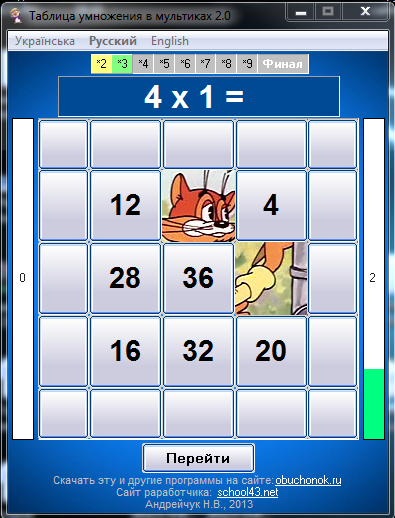 Таблица умножения в мультиках 2.0
Українська Русский English
*2 *3 *4 *5 *6 *7 *8 *9 Финал
4 x 1 =
12 4
0 28 36 2
16 32 20
Перейти
Скачать эту и другие программы на сайте: obuchonok.ru
Сайт раработчика: school43.net
Андрейчук Н.В., 2013